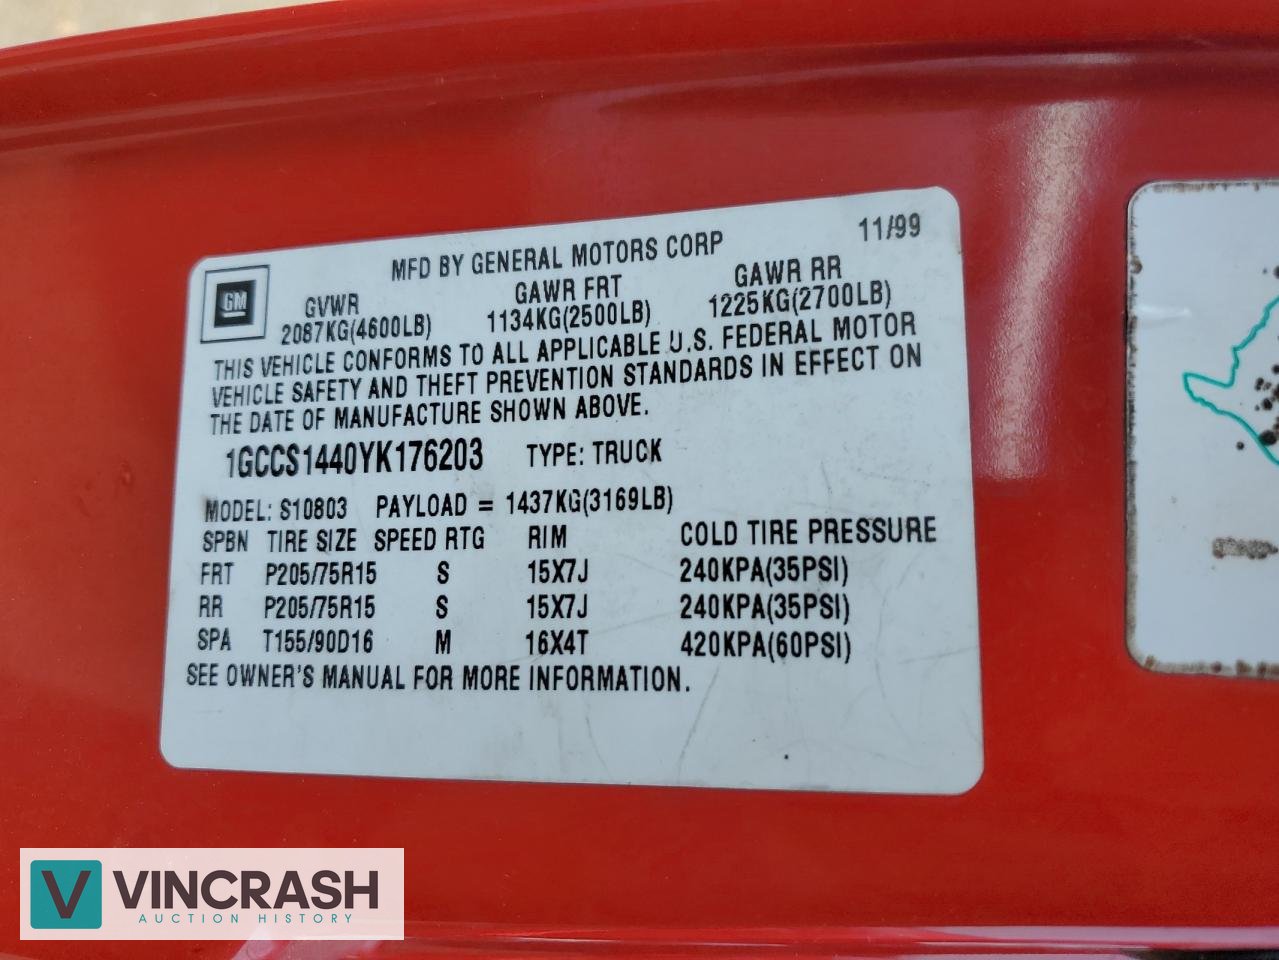 GM
MFD BY GENERAL MOTORS CORP 11/99
GVWR GAWR FRT GAWR RR
2087KG(4600LB) 1134KG(2500LB) 1225KG(2700LB)
THIS VEHICLE CONFORMS TO ALL APPLICABLE U.S. FEDERAL MOTOR
VEHICLE SAFETY AND THEFT PREVENTION STANDARDS IN EFFECT ON
THE DATE OF MANUFACTURE SHOWN ABOVE.
1GCCS1440YK176203 TYPE: TRUCK
MODEL: S10803 PAYLOAD = 1437KG(3169LB)
SPBN TIRE SIZE SPEED RTG RIM COLD TIRE PRESSURE
FRT P205/75R15 S 15X7J 240KPA(35PSI)
RR P205/75R15 S 15X7J 240KPA(35PSI)
SPA T155/90D16 M 16X4T 420KPA(60PSI)
SEE OWNER'S MANUAL FOR MORE INFORMATION.
V VINCRASH
AUCTION HISTORY